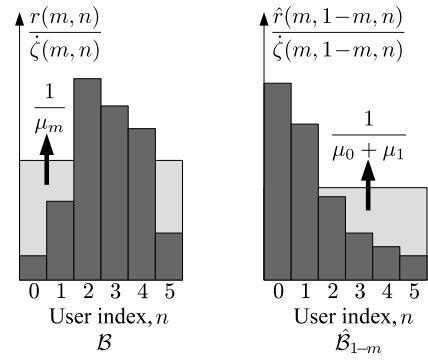 r(m, n)
ζ̇(m, n)
1
μ_m
0 1 2 3 4 5
User index, n
ℬ
r̂(m, 1−m, n)
ζ̇(m, 1−m, n)
1
μ_0 + μ_1
0 1 2 3 4 5
User index, n
ℬ̂_{1−m}